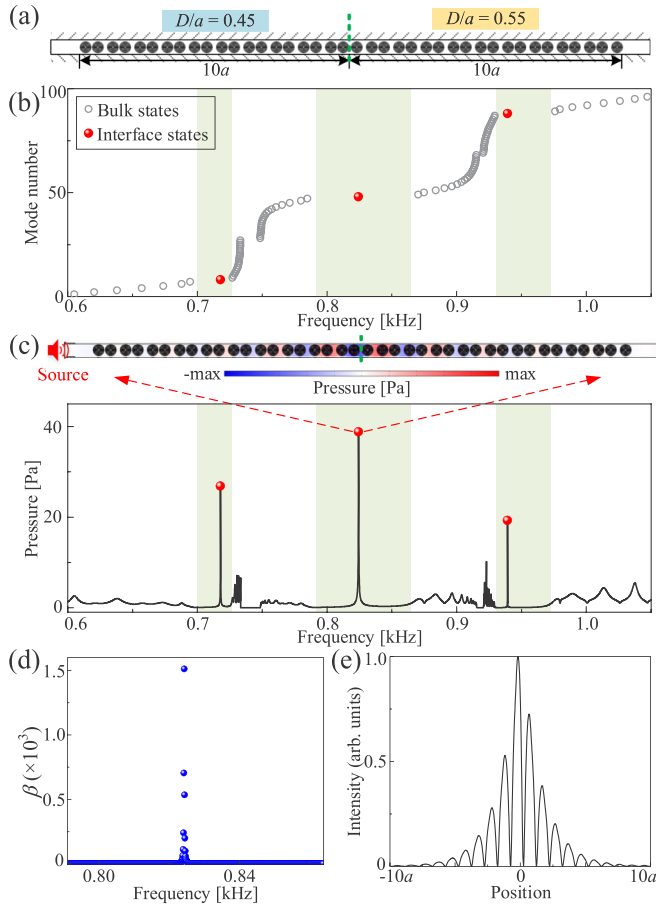 (a)
D/a = 0.45
D/a = 0.55
10a
10a
(b)
100
50
0
Mode number
Bulk states
Interface states
0.6
0.7
0.8
0.9
1.0
Frequency [kHz]
(c)
Source
-max
max
Pressure [Pa]
40
20
0
Pressure [Pa]
0.6
0.7
0.8
0.9
1.0
Frequency [kHz]
(d)
1.5
1.0
0.5
0
β (×10³)
0.80
0.84
Frequency [kHz]
(e)
1.0
0.5
0
Intensity (arb. units)
-10a
0
10a
Position